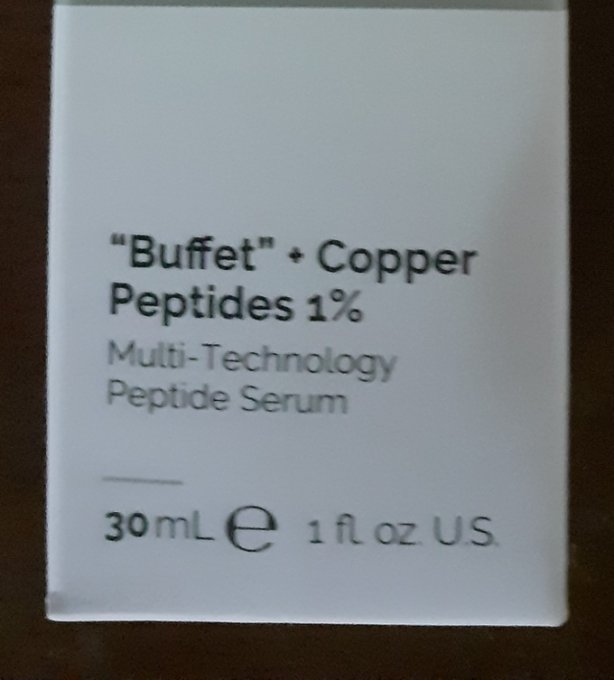 “Buffet” + Copper
Peptides 1%
Multi-Technology
Peptide Serum
30 mL ℮ 1 fl. oz. U.S.